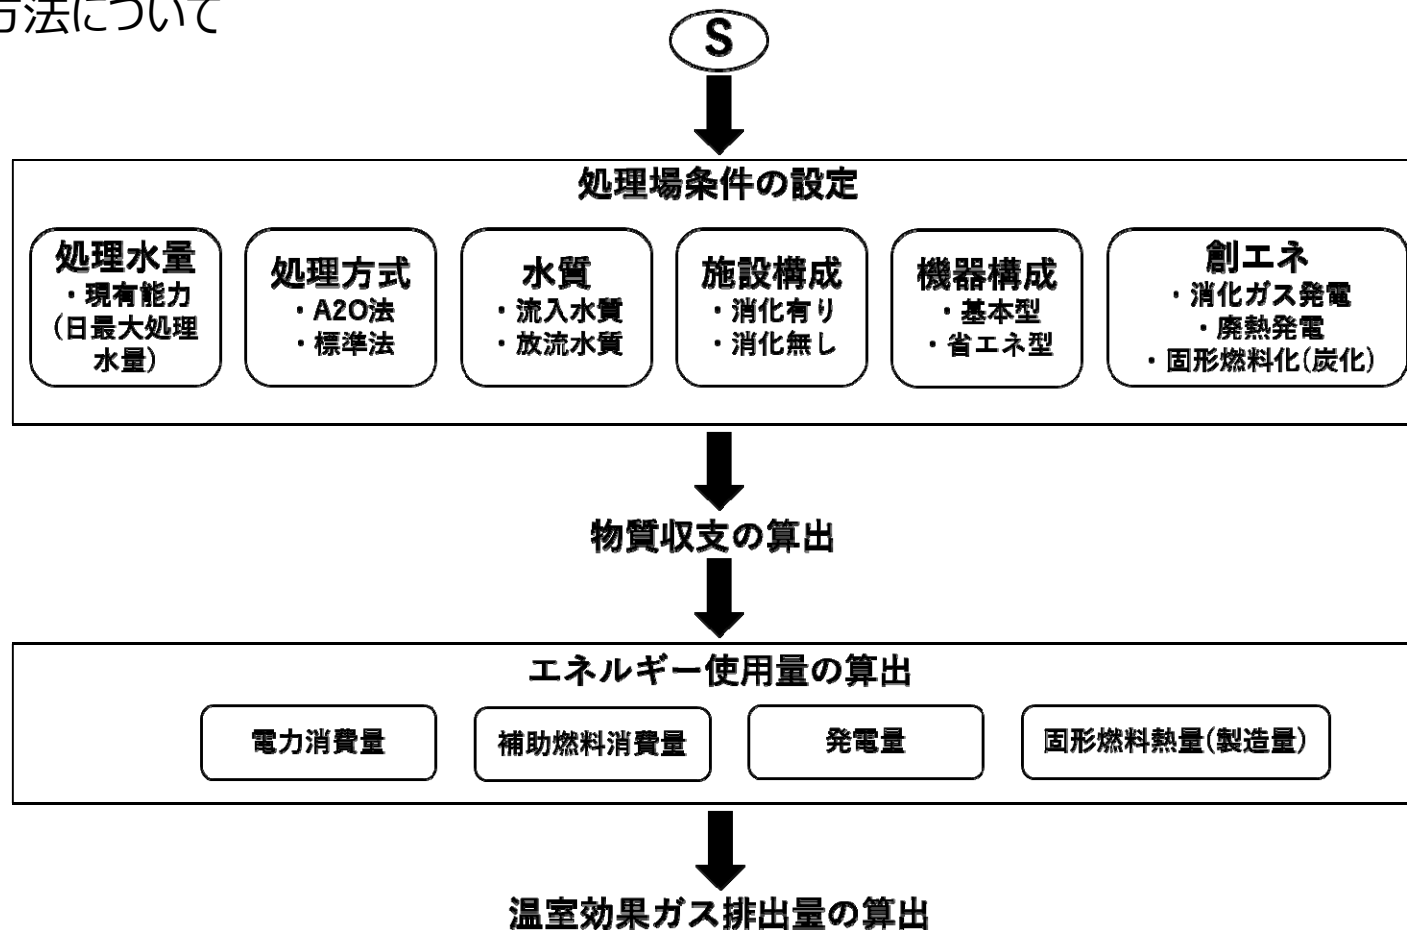 方法について
S
処理場条件の設定
処理水量
・現有能力
(日最大処理
水量)
処理方式
・A2O法
・標準法
水質
・流入水質
・放流水質
施設構成
・消化有り
・消化無し
機器構成
・基本型
・省エネ型
創エネ
・消化ガス発電
・廃熱発電
・固形燃料化(炭化)
物質収支の算出
エネルギー使用量の算出
電力消費量
補助燃料消費量
発電量
固形燃料熱量(製造量)
温室効果ガス排出量の算出